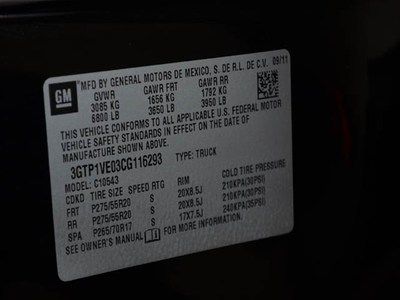 GM
MFD BY GENERAL MOTORS DE MEXICO, S. DE R.L. DE C.V. 09/11
GVWR GAWR FRT GAWR RR
3085 KG 1656 KG 1792 KG
6800 LB 3650 LB 3950 LB
THIS VEHICLE CONFORMS TO ALL APPLICABLE U.S. FEDERAL MOTOR
VEHICLE SAFETY STANDARDS IN EFFECT ON THE DATE OF
MANUFACTURE SHOWN ABOVE.
3GTP1VE03CG116293 TYPE: TRUCK
MODEL: C10543
CDKD TIRE SIZE SPEED RTG RIM COLD TIRE PRESSURE
FRT P275/55R20 S 20X8.5J 210KPA(30PSI)
RR P275/55R20 S 20X8.5J 210KPA(30PSI)
SPA P265/70R17 S 17X7.5J 240KPA(35PSI)
SEE OWNER'S MANUAL FOR MORE INFORMATION.